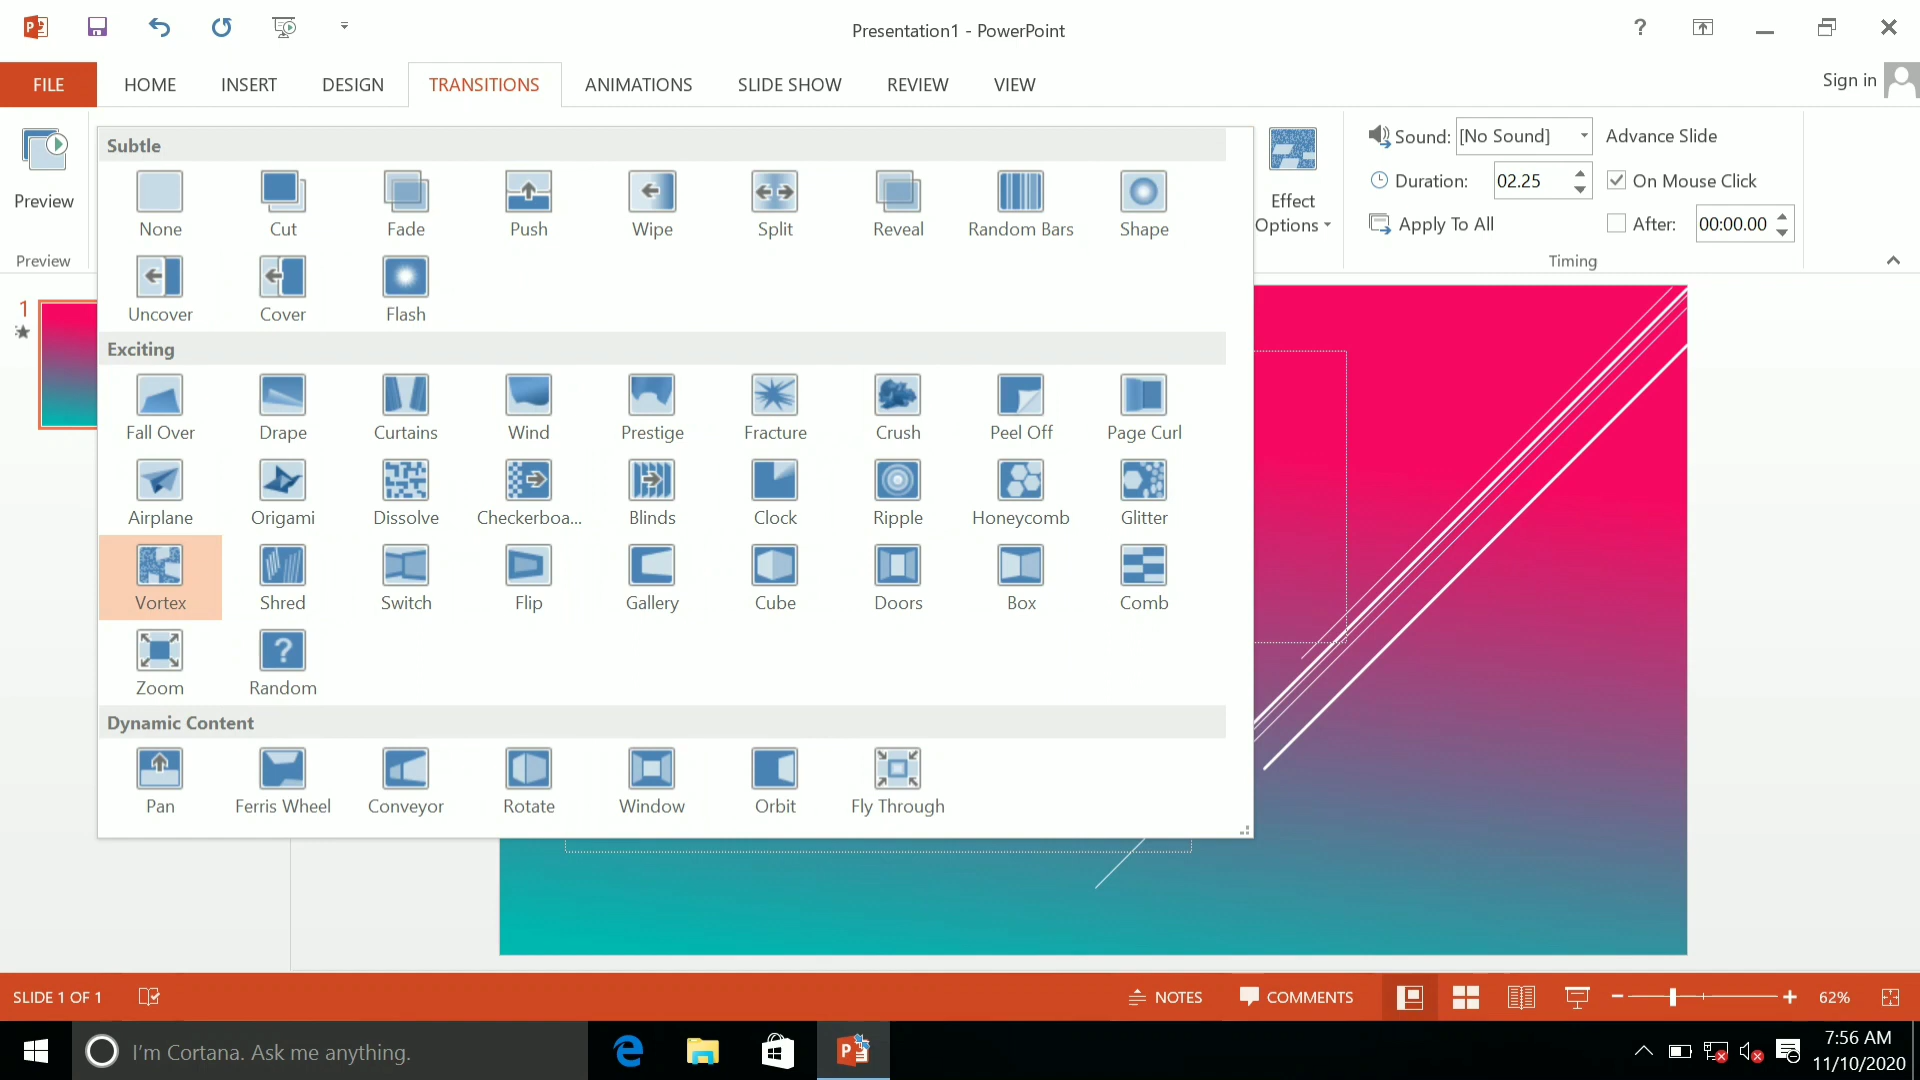 Presentation1 - PowerPoint
FILE HOME INSERT DESIGN TRANSITIONS ANIMATIONS SLIDE SHOW REVIEW VIEW
Sign in
Preview
Preview
Subtle
None Cut Fade Push Wipe Split Reveal Random Bars Shape
Uncover Cover Flash
Exciting
Fall Over Drape Curtains Wind Prestige Fracture Crush Peel Off Page Curl
Airplane Origami Dissolve Checkerboa... Blinds Clock Ripple Honeycomb Glitter
Vortex Shred Switch Flip Gallery Cube Doors Box Comb
Zoom Random
Dynamic Content
Pan Ferris Wheel Conveyor Rotate Window Orbit Fly Through
Effect
Options
Sound: [No Sound] Advance Slide
Duration: 02.25 On Mouse Click
Apply To All After: 00:00.00
Timing
1
SLIDE 1 OF 1 NOTES COMMENTS 62%
I'm Cortana. Ask me anything.
7:56 AM
11/10/2020